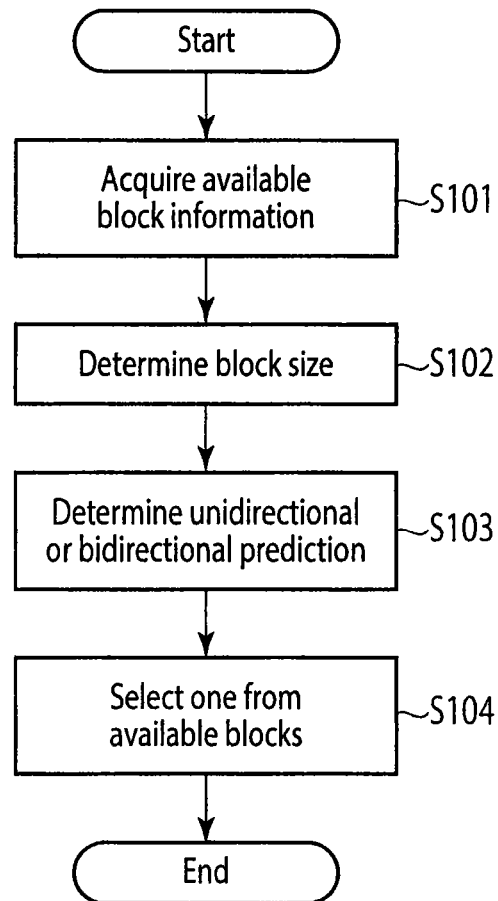 Start
Acquire available
block information
~S101
Determine block size
~S102
Determine unidirectional
or bidirectional prediction
~S103
Select one from
available blocks
~S104
End